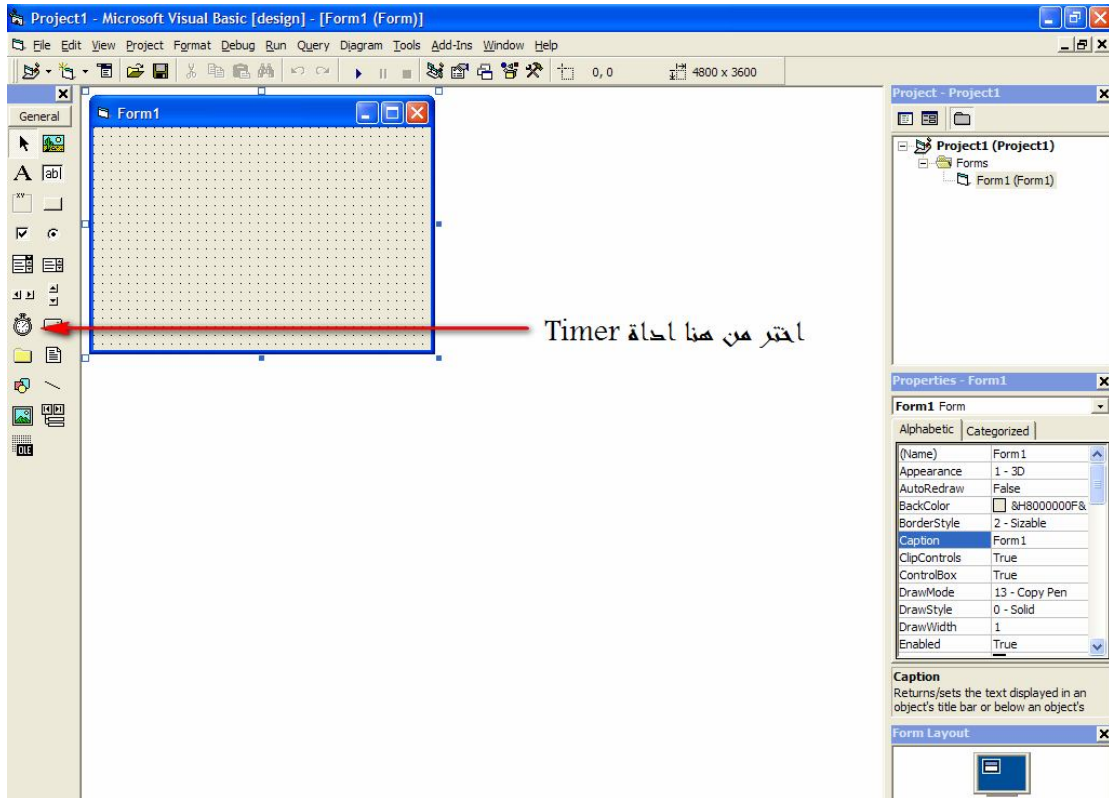 Project1 - Microsoft Visual Basic [design] - [Form1 (Form)]
File Edit View Project Format Debug Run Query Diagram Tools Add-Ins Window Help
0, 0 4800 x 3600
General
Form1
A ab|
XY
OLE
اختر من هنا اداة Timer
Project - Project1
Project1 (Project1)
Forms
Form1 (Form1)
Properties - Form1
Form1 Form
Alphabetic Categorized
(Name) Form1
Appearance 1 - 3D
AutoRedraw False
BackColor &H8000000F&
BorderStyle 2 - Sizable
Caption Form1
ClipControls True
ControlBox True
DrawMode 13 - Copy Pen
DrawStyle 0 - Solid
DrawWidth 1
Enabled True
Caption
Returns/sets the text displayed in an
object's title bar or below an object's
Form Layout